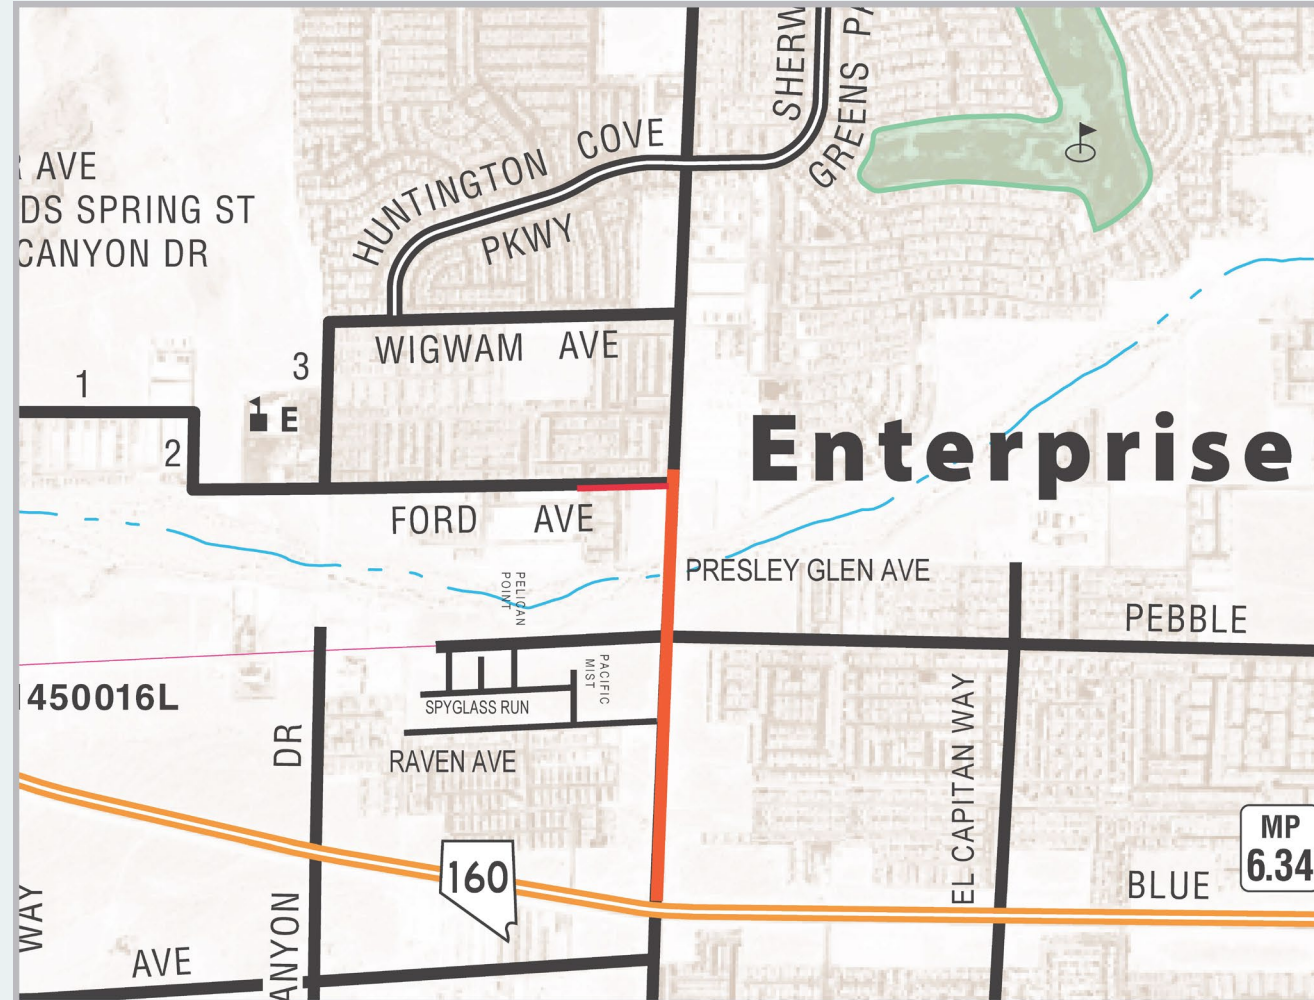 SHERW
GREENS PA
HUNTINGTON COVE
PKWY
AVE
DS SPRING ST
CANYON DR
WIGWAM AVE
3
1
2
E
Enterprise
FORD AVE
PRESLEY GLEN AVE
PELICAN
POINT
PEBBLE
PACIFIC
MIST
1450016L
SPYGLASS RUN
DR
RAVEN AVE
EL CAPITAN WAY
MP
6.34
160
BLUE
WAY
AVE
ANYON